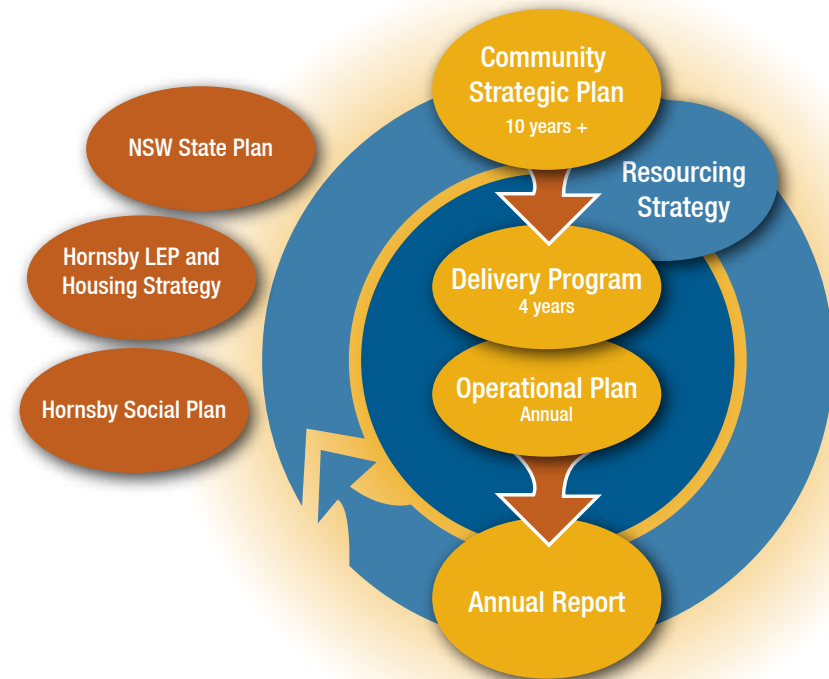 Community
Strategic Plan
10 years +
NSW State Plan
Resourcing
Strategy
Hornsby LEP and
Housing Strategy
Delivery Program
4 years
Operational Plan
Annual
Hornsby Social Plan
Annual Report